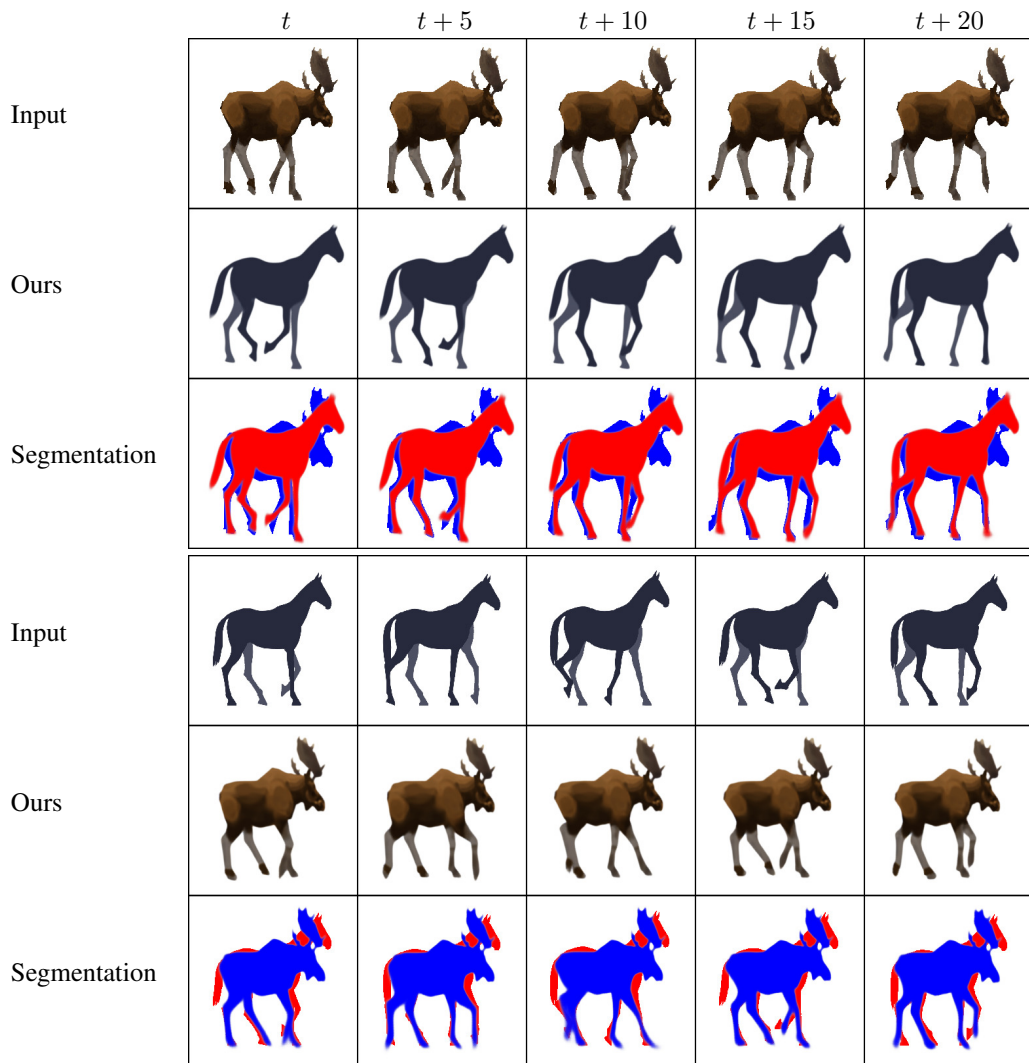 t t + 5 t + 10 t + 15 t + 20
Input
Ours
Segmentation
Input
Ours
Segmentation